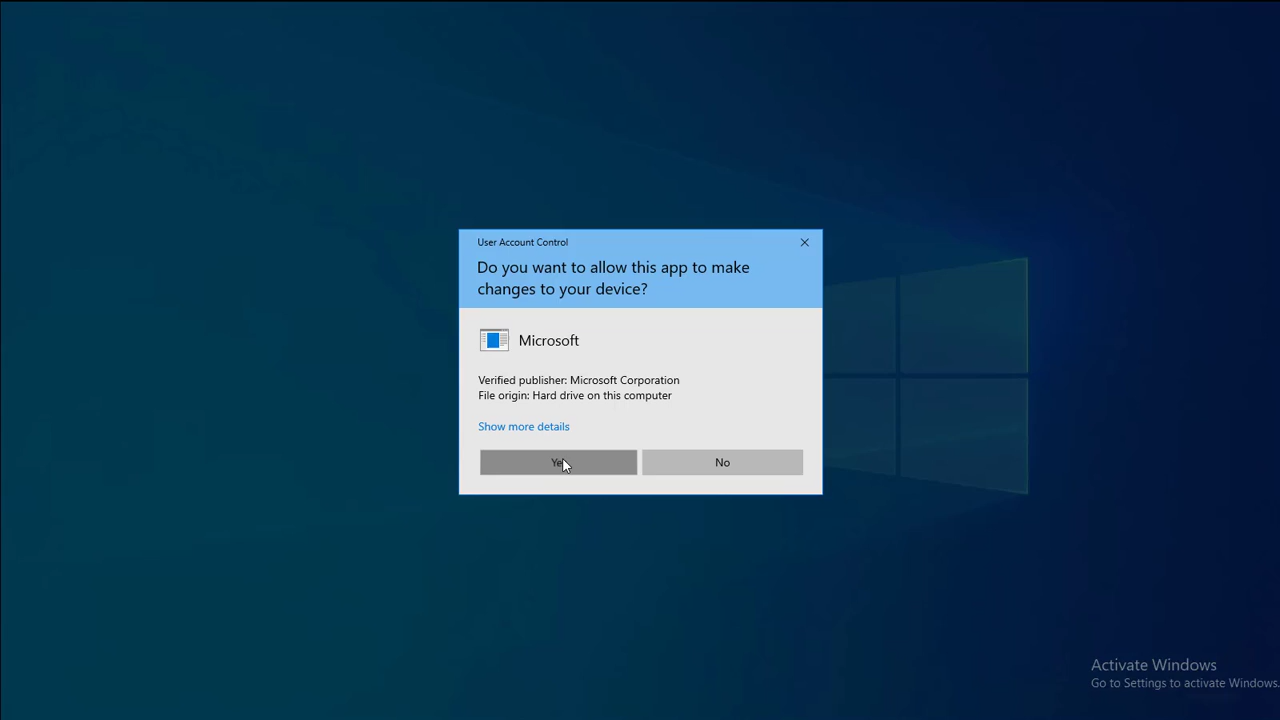 User Account Control
Do you want to allow this app to make
changes to your device?
Microsoft
Verified publisher: Microsoft Corporation
File origin: Hard drive on this computer
Show more details
Yes
No
Activate Windows
Go to Settings to activate Windows.